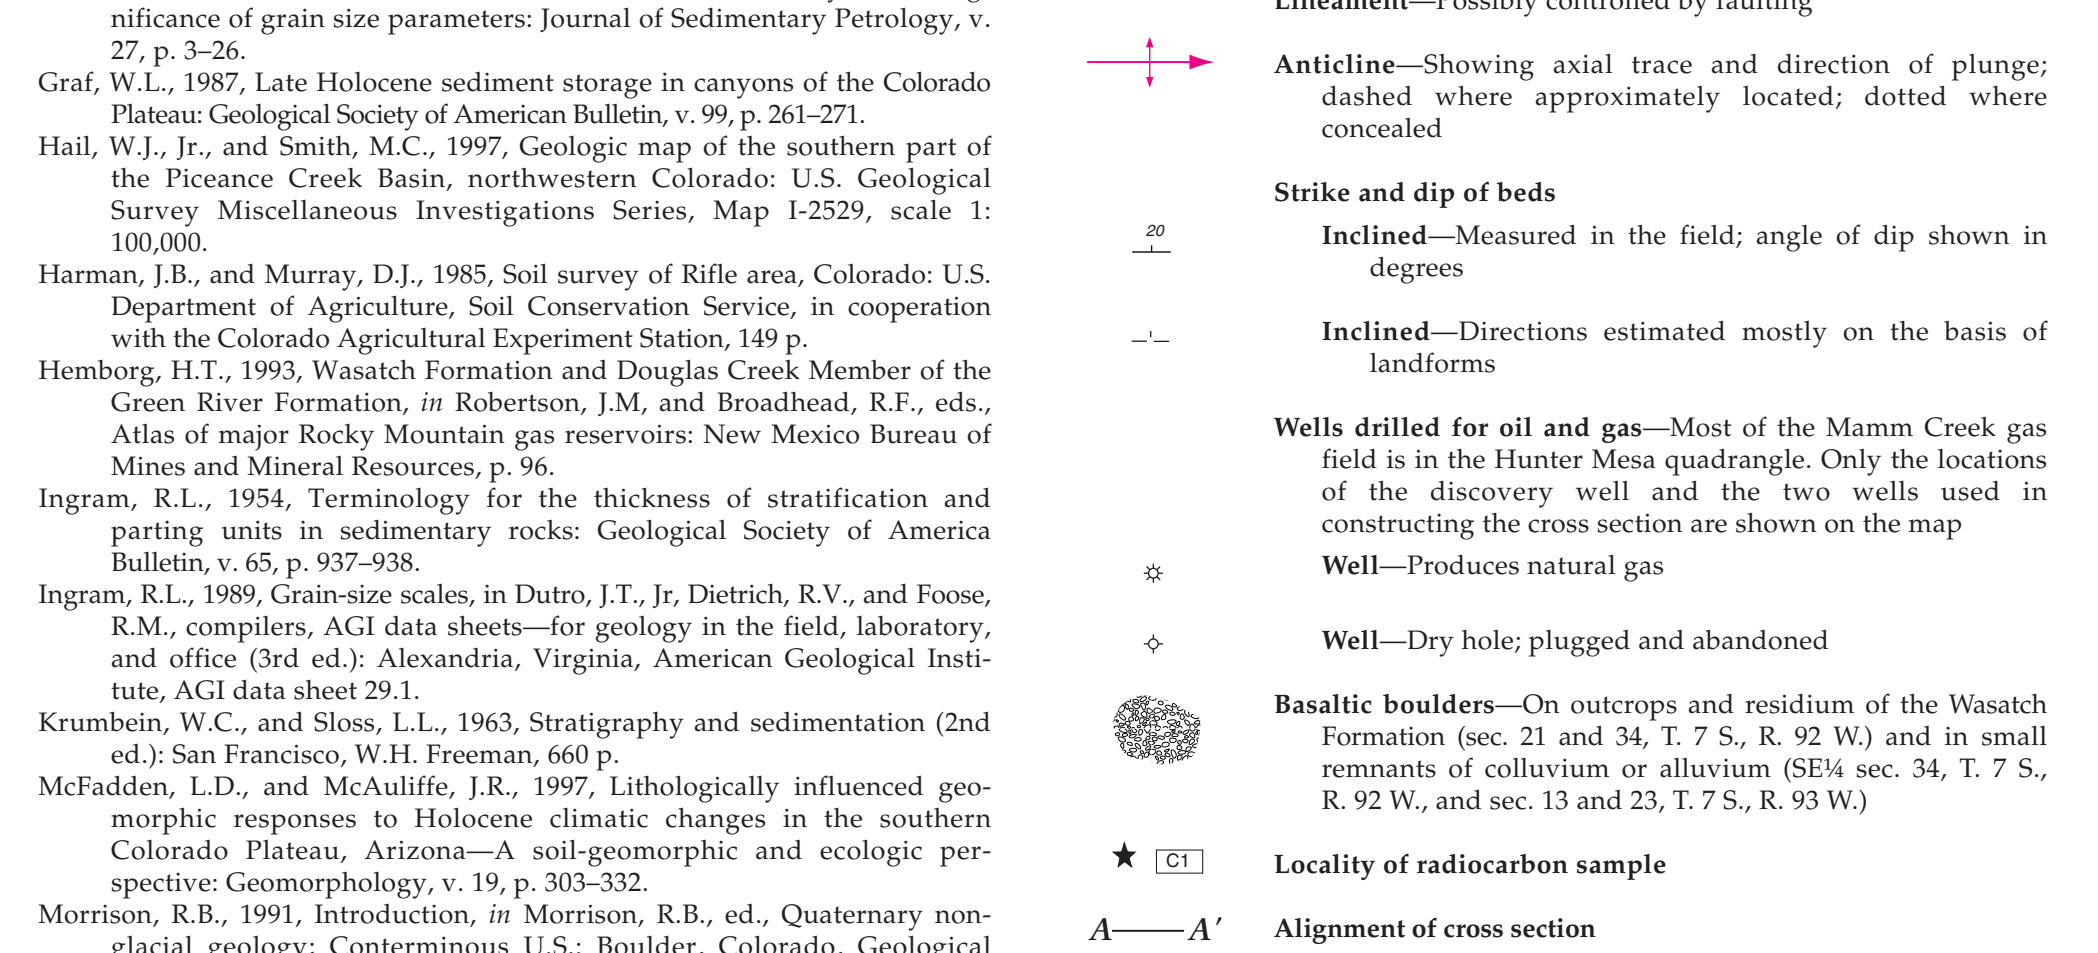 nificance of grain size parameters: Journal of Sedimentary Petrology, v.
27, p. 3–26.
Graf, W.L., 1987, Late Holocene sediment storage in canyons of the Colorado
Plateau: Geological Society of American Bulletin, v. 99, p. 261–271.
Hail, W.J., Jr., and Smith, M.C., 1997, Geologic map of the southern part of
the Piceance Creek Basin, northwestern Colorado: U.S. Geological
Survey Miscellaneous Investigations Series, Map I-2529, scale 1:
100,000.
Harman, J.B., and Murray, D.J., 1985, Soil survey of Rifle area, Colorado: U.S.
Department of Agriculture, Soil Conservation Service, in cooperation
with the Colorado Agricultural Experiment Station, 149 p.
Hemborg, H.T., 1993, Wasatch Formation and Douglas Creek Member of the
Green River Formation, in Robertson, J.M, and Broadhead, R.F., eds.,
Atlas of major Rocky Mountain gas reservoirs: New Mexico Bureau of
Mines and Mineral Resources, p. 96.
Ingram, R.L., 1954, Terminology for the thickness of stratification and
parting units in sedimentary rocks: Geological Society of America
Bulletin, v. 65, p. 937–938.
Ingram, R.L., 1989, Grain-size scales, in Dutro, J.T., Jr, Dietrich, R.V., and Foose,
R.M., compilers, AGI data sheets—for geology in the field, laboratory,
and office (3rd ed.): Alexandria, Virginia, American Geological Insti-
tute, AGI data sheet 29.1.
Krumbein, W.C., and Sloss, L.L., 1963, Stratigraphy and sedimentation (2nd
ed.): San Francisco, W.H. Freeman, 660 p.
McFadden, L.D., and McAuliffe, J.R., 1997, Lithologically influenced geo-
morphic responses to Holocene climatic changes in the southern
Colorado Plateau, Arizona—A soil-geomorphic and ecologic per-
spective: Geomorphology, v. 19, p. 303–332.
Morrison, R.B., 1991, Introduction, in Morrison, R.B., ed., Quaternary non-
glacial geology: Conterminous U.S.: Boulder, Colorado, Geological
Lineament—Possibly controlled by faulting
Anticline—Showing axial trace and direction of plunge;
dashed where approximately located; dotted where
concealed
Strike and dip of beds
20
Inclined—Measured in the field; angle of dip shown in
degrees
Inclined—Directions estimated mostly on the basis of
landforms
Wells drilled for oil and gas—Most of the Mamm Creek gas
field is in the Hunter Mesa quadrangle. Only the locations
of the discovery well and the two wells used in
constructing the cross section are shown on the map
Well—Produces natural gas
Well—Dry hole; plugged and abandoned
Basaltic boulders—On outcrops and residium of the Wasatch
Formation (sec. 21 and 34, T. 7 S., R. 92 W.) and in small
remnants of colluvium or alluvium (SE¼ sec. 34, T. 7 S.,
R. 92 W., and sec. 13 and 23, T. 7 S., R. 93 W.)
C1
Locality of radiocarbon sample
A A′
Alignment of cross section